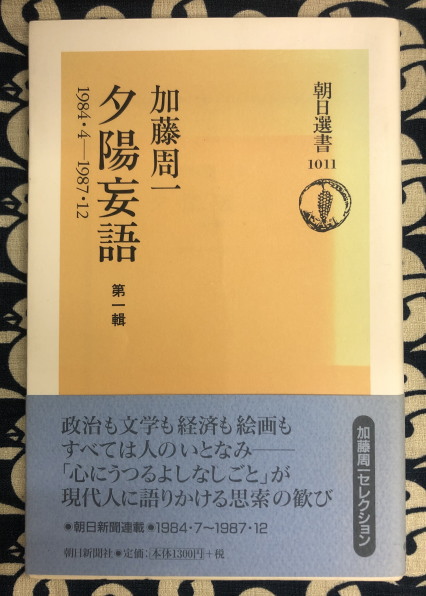 朝日選書
1011
加藤周一
夕陽妄語
第一輯
1984・4—1987・12
政治も文学も経済も絵画も
すべては人のいとなみ——
「心にうつるよしなしごと」が
現代人に語りかける思索の歓び
●朝日新聞連載●1984・7〜1987・12
朝日新聞社●定価：本体1300円+税
加藤周一セレクション